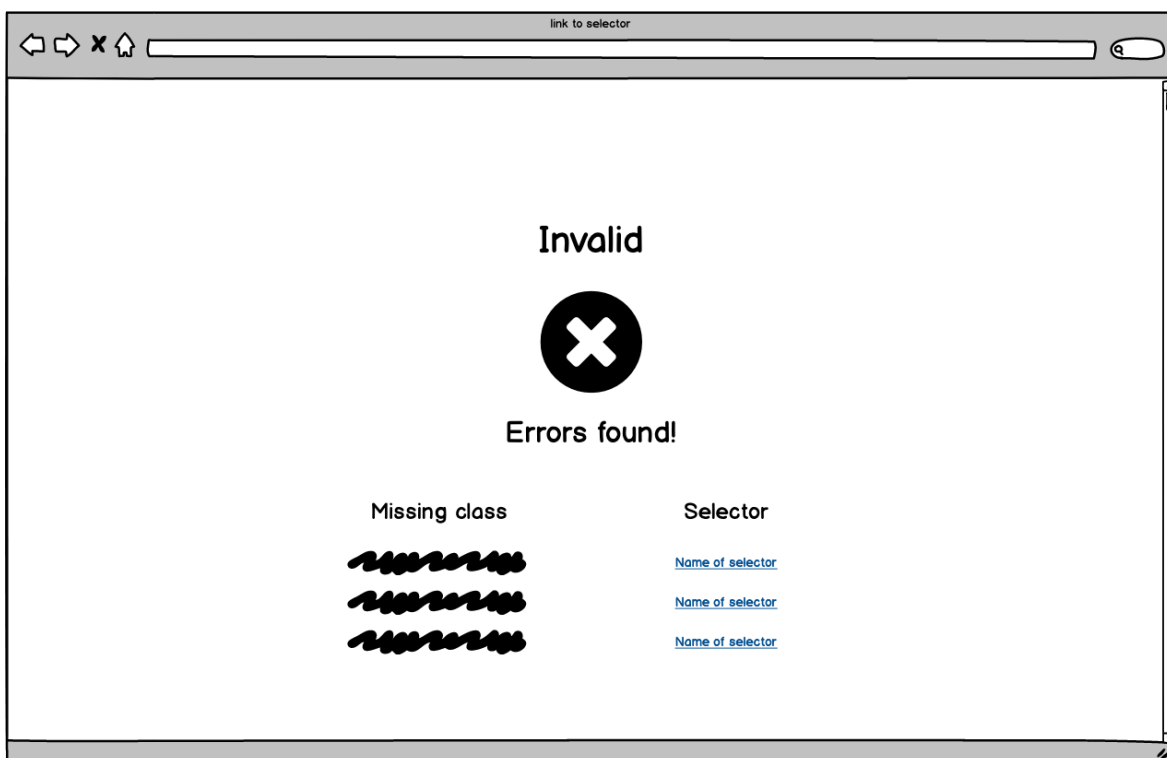 link to selector
Invalid
Errors found!
Missing class Selector
Name of selector
Name of selector
Name of selector